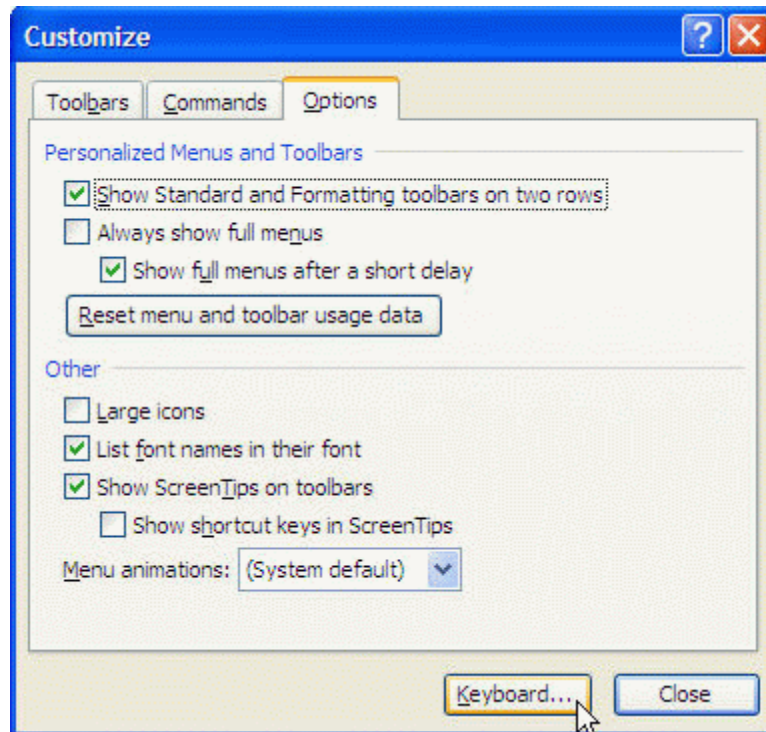 Customize
Toolbars Commands Options
Personalized Menus and Toolbars
Show Standard and Formatting toolbars on two rows
Always show full menus
Show full menus after a short delay
Reset menu and toolbar usage data
Other
Large icons
List font names in their font
Show ScreenTips on toolbars
Show shortcut keys in ScreenTips
Menu animations: (System default)
Keyboard... Close